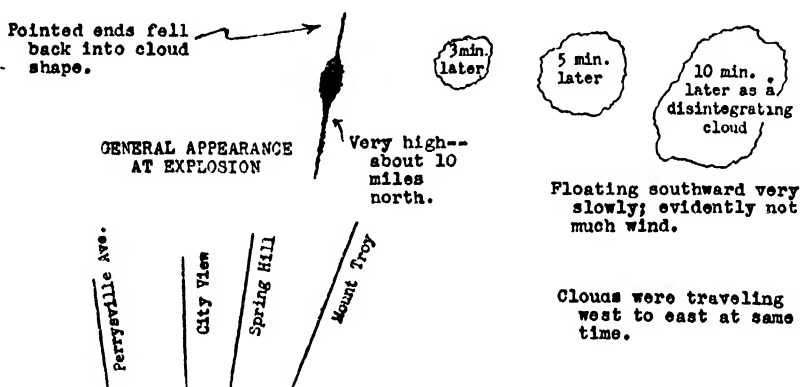 Pointed ends fell
back into cloud
shape.
3min.
later
5 min.
later
10 min.
later as a
disintegrating
cloud
GENERAL APPEARANCE
AT EXPLOSION
Very high--
about 10
miles
north.
Floating southward very
slowly; evidently not
much wind.
Perrysville Ave.
City View
Spring Hill
Mount Troy
Clouds were traveling
west to east at same
time.